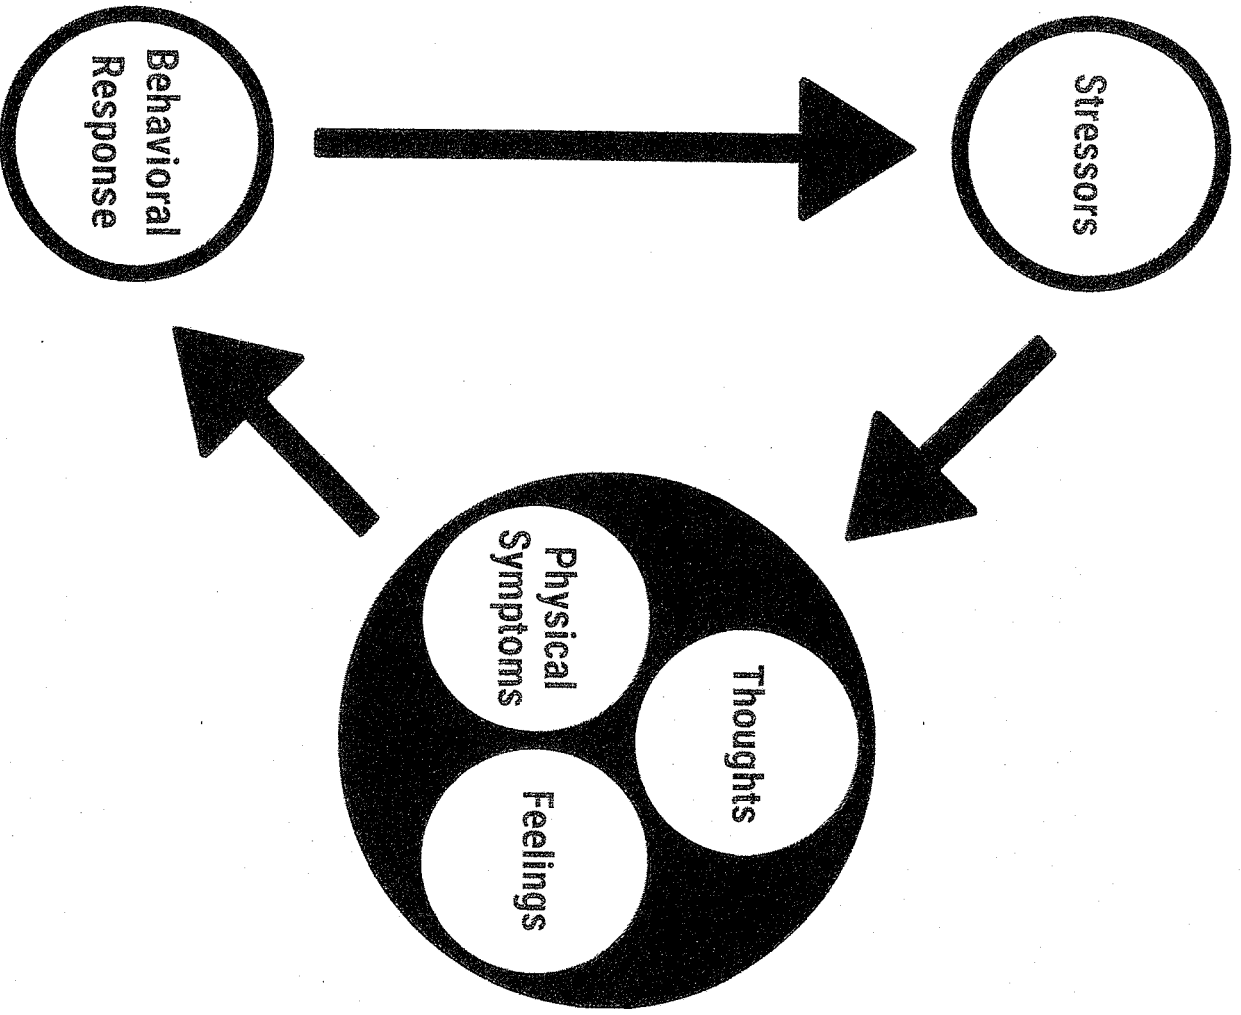 Stressors
Thoughts
Physical
Symptoms
Feelings
Behavioral
Response